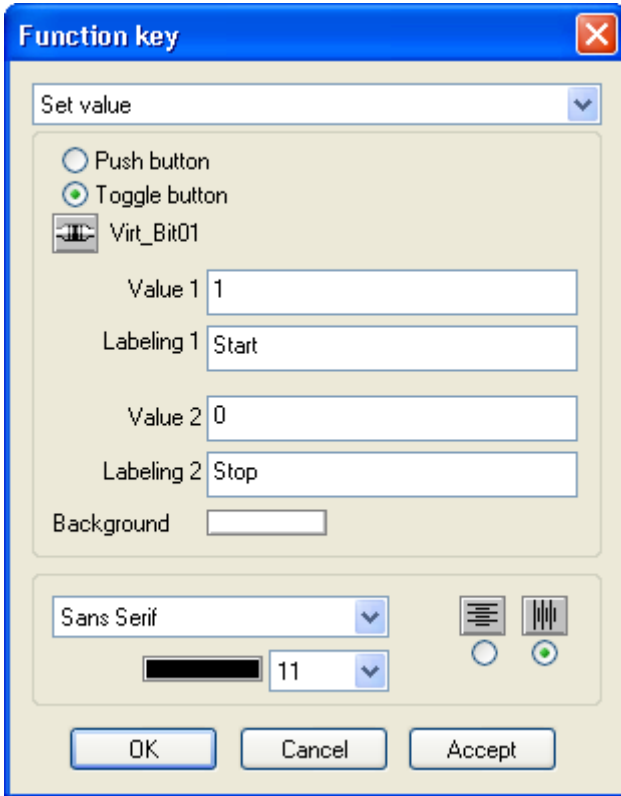 Function key
Set value
Push button
Toggle button
Virt_Bit01
Value 1 1
Labeling 1 Start
Value 2 0
Labeling 2 Stop
Background
Sans Serif
11
OK Cancel Accept